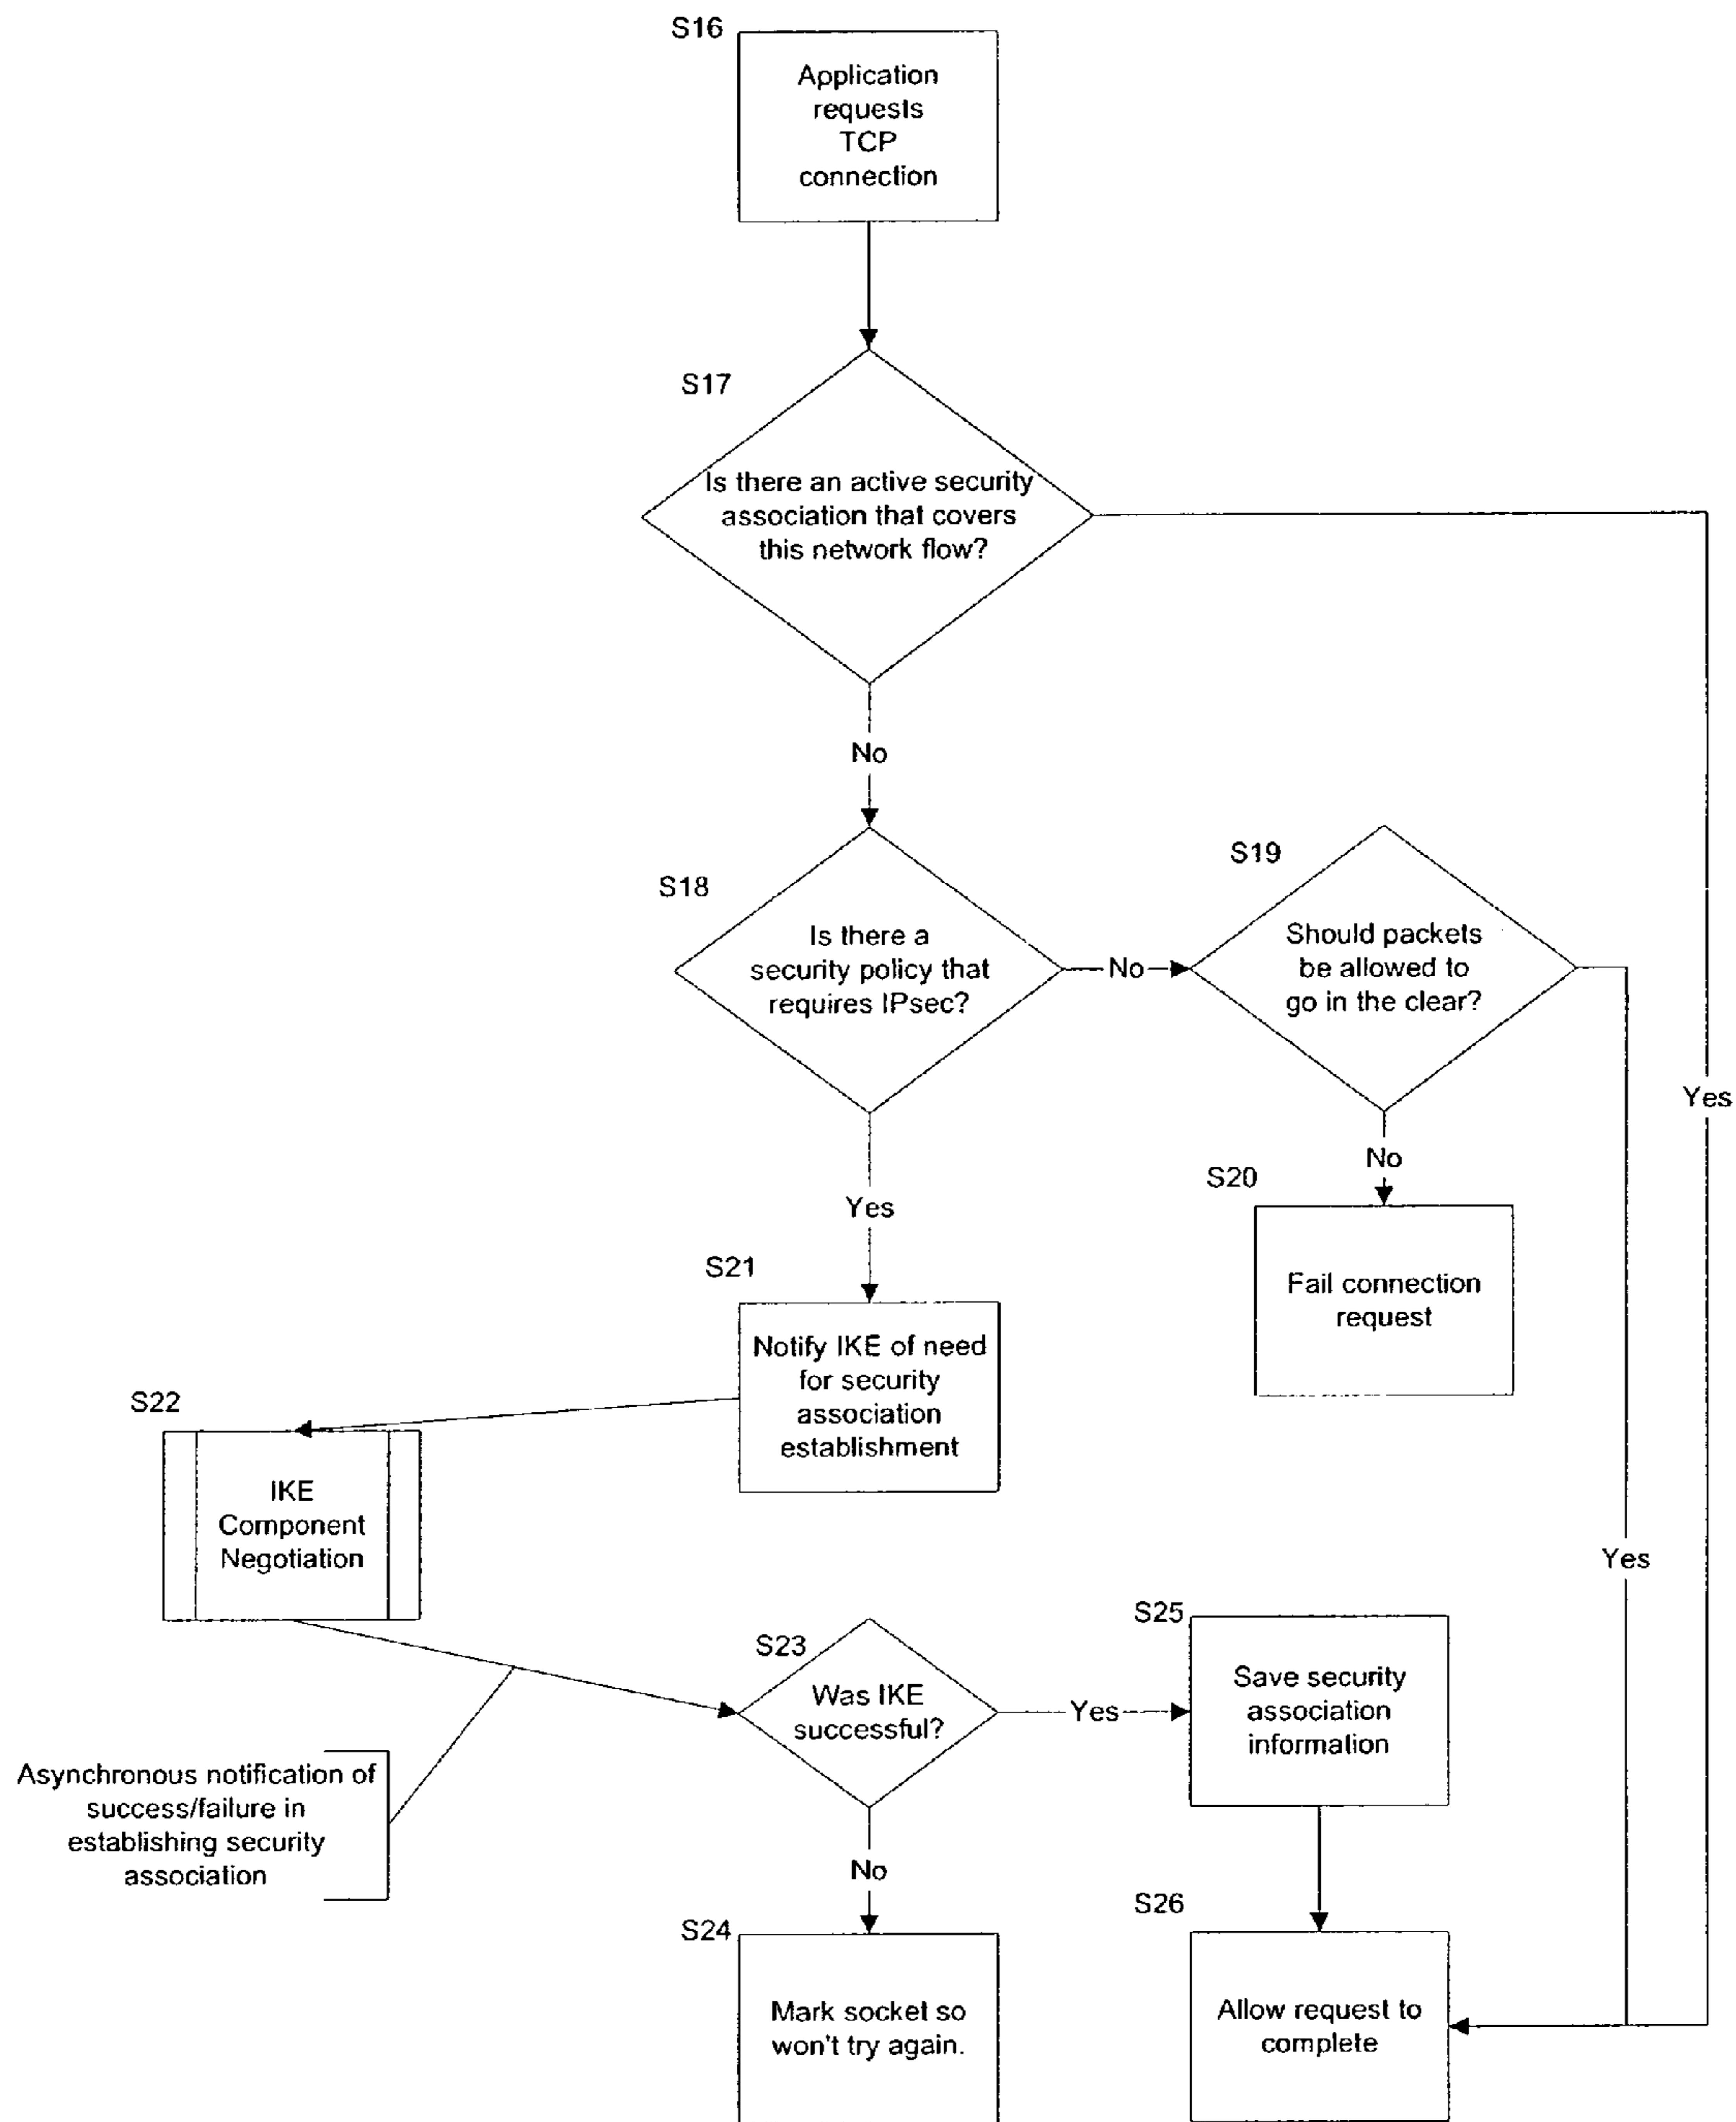 S16
Application
requests
TCP
connection
S17
Is there an active security
association that covers
this network flow?
No
Yes
S18
Is there a
security policy that
requires IPsec?
No
S19
Should packets
be allowed to
go in the clear?
Yes
No
S20
Fail connection
request
Yes
S21
Notify IKE of need
for security
association
establishment
S22
IKE
Component
Negotiation
Asynchronous notification of
success/failure in
establishing security
association
S23
Was IKE
successful?
Yes
S25
Save security
association
information
No
S24
Mark socket so
won't try again.
S26
Allow request to
complete